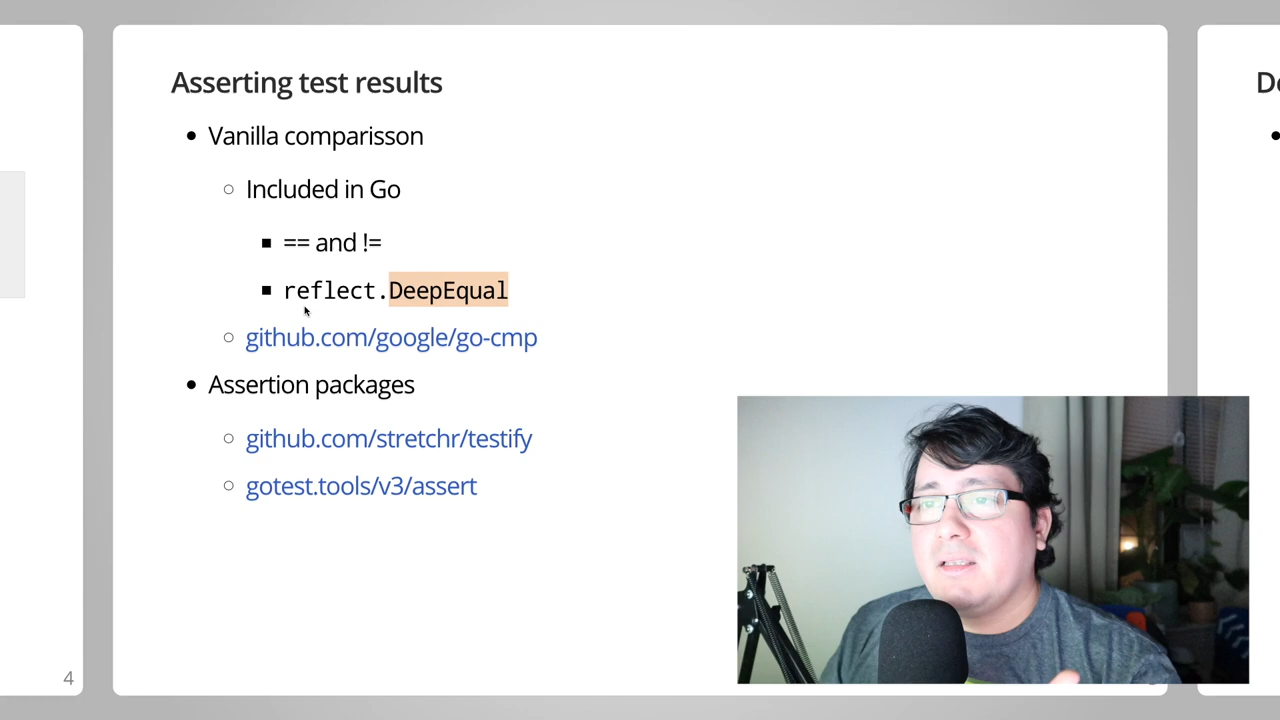 Asserting test results
Vanilla comparisson
Included in Go
== and !=
reflect.DeepEqual
github.com/google/go-cmp
Assertion packages
github.com/stretchr/testify
gotest.tools/v3/assert
4
De